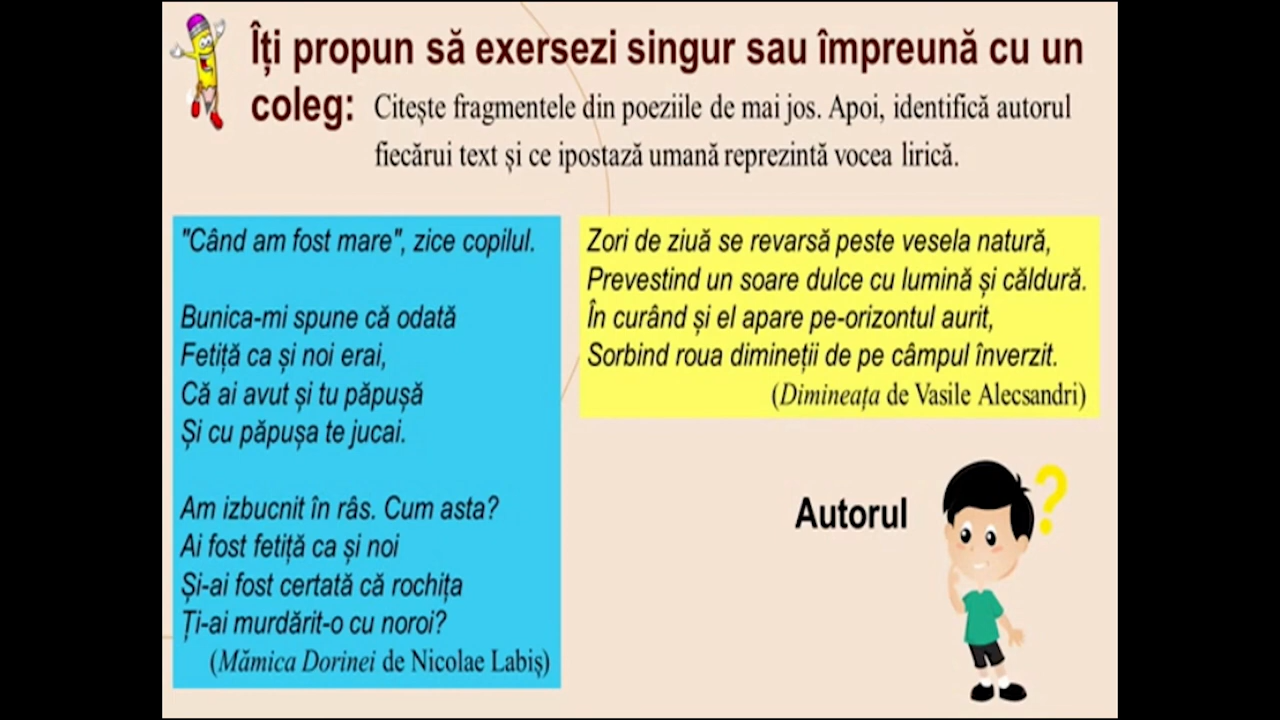 Îți propun să exersezi singur sau împreună cu un
coleg: Citește fragmentele din poeziile de mai jos. Apoi, identifică autorul
fiecărui text și ce ipostază umană reprezintă vocea lirică.
"Când am fost mare", zice copilul.
Bunica-mi spune că odată
Fetiță ca și noi erai,
Că ai avut și tu păpușă
Și cu păpușa te jucai.
Am izbucnit în râs. Cum asta?
Ai fost fetiță ca și noi
Și-ai fost certată că rochița
Ți-ai murdărit-o cu noroi?
(Mămica Dorinei de Nicolae Labiș)
Zori de ziuă se revarsă peste vesela natură,
Prevestind un soare dulce cu lumină și căldură.
În curând și el apare pe-orizontul aurit,
Sorbind roua dimineții de pe câmpul înverzit.
(Dimineața de Vasile Alecsandri)
Autorul
?